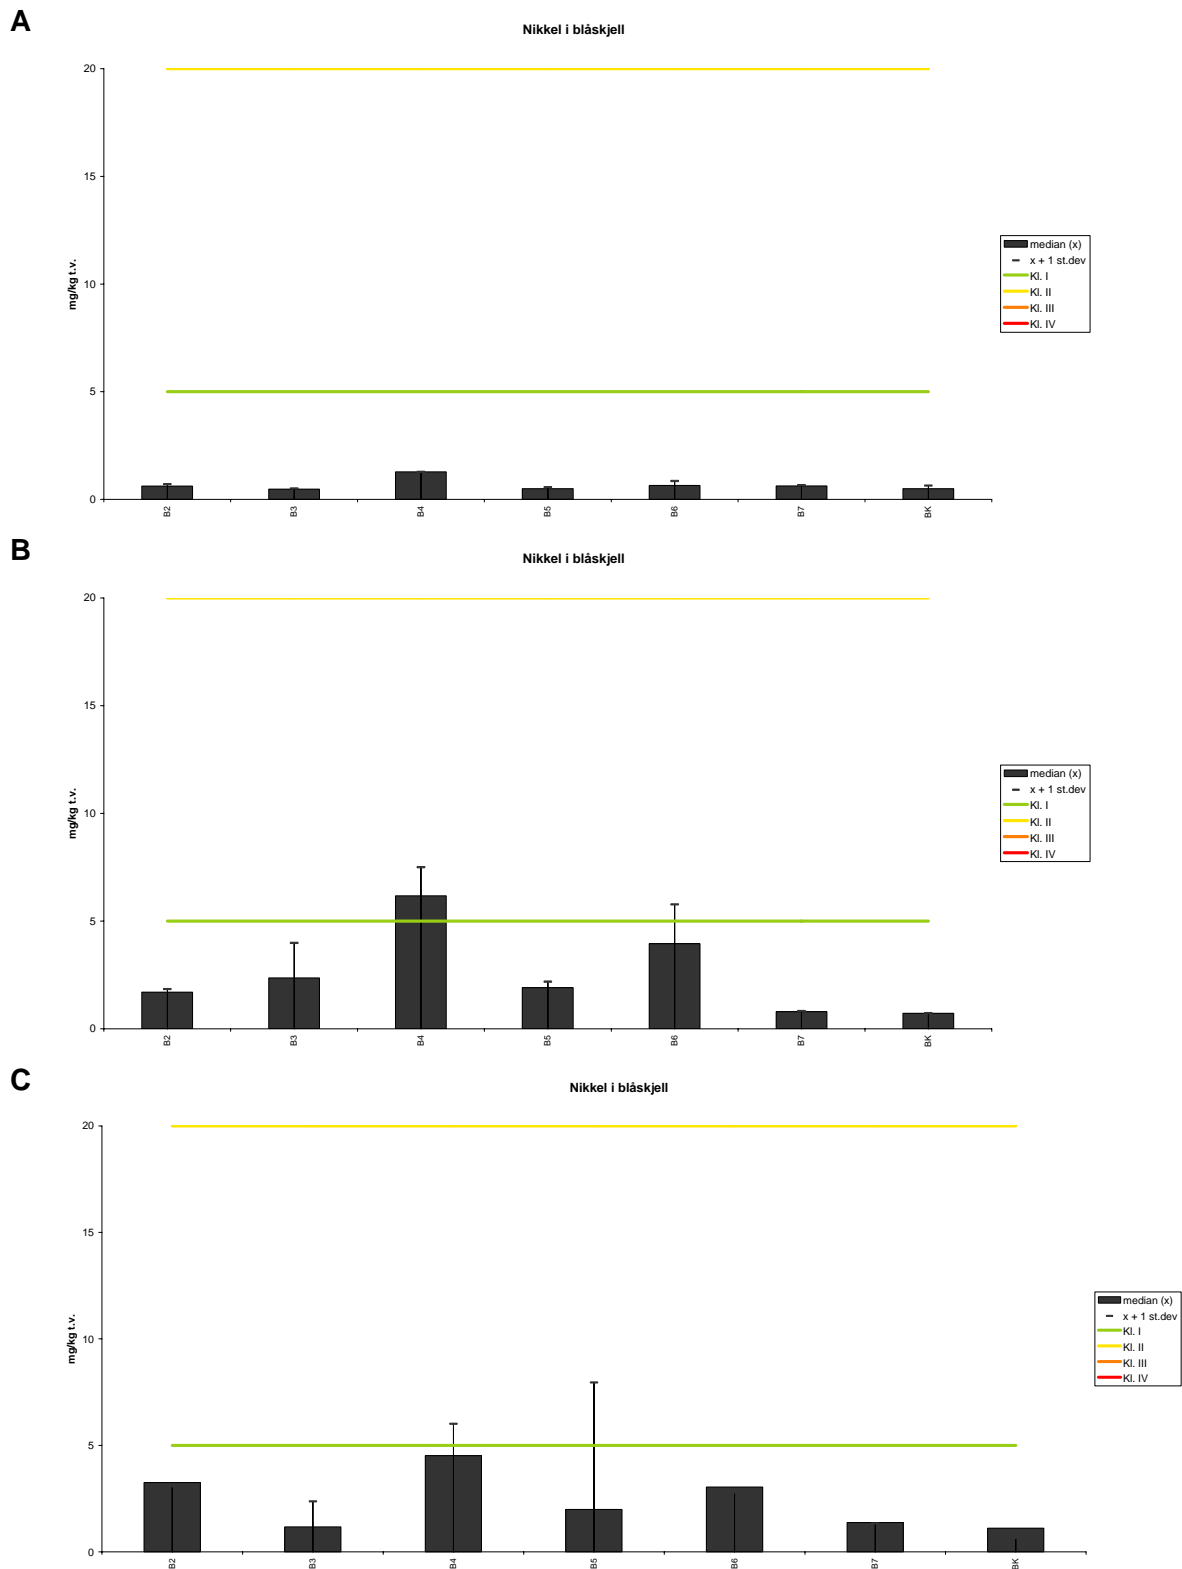 A
Nikkel i blåskjell
20
15
10
5
0
mg/kg t.v.
B2
B3
B4
B5
B6
B7
BK
median (x)
x + 1 st.dev
Kl. I
Kl. II
Kl. III
Kl. IV
B
Nikkel i blåskjell
20
15
10
5
0
mg/kg t.v.
B2
B3
B4
B5
B6
B7
BK
median (x)
x + 1 st.dev
Kl. I
Kl. II
Kl. III
Kl. IV
C
Nikkel i blåskjell
20
15
10
5
0
mg/kg t.v.
B2
B3
B4
B5
B6
B7
BK
median (x)
x + 1 st.dev
Kl. I
Kl. II
Kl. III
Kl. IV